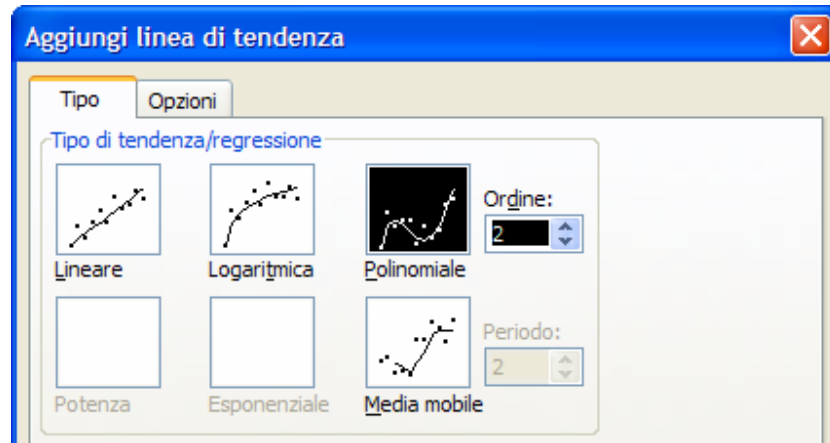 Aggiungi linea di tendenza
Tipo Opzioni
Tipo di tendenza/regressione
Ordine:
2
Lineare Logaritmica Polinomiale
Periodo:
2
Potenza Esponenziale Media mobile